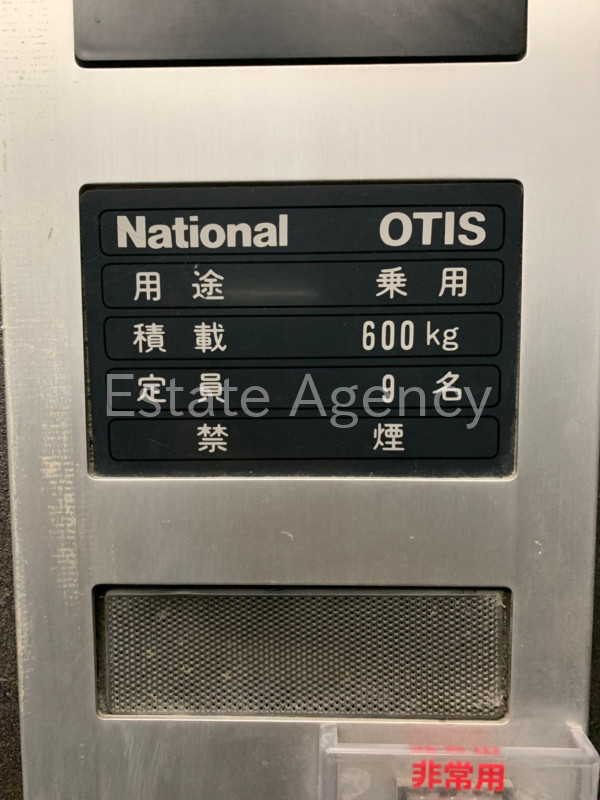 National OTIS
用途 乗用
積載 600kg
定員 9名
Estate Agency
禁煙
非常用